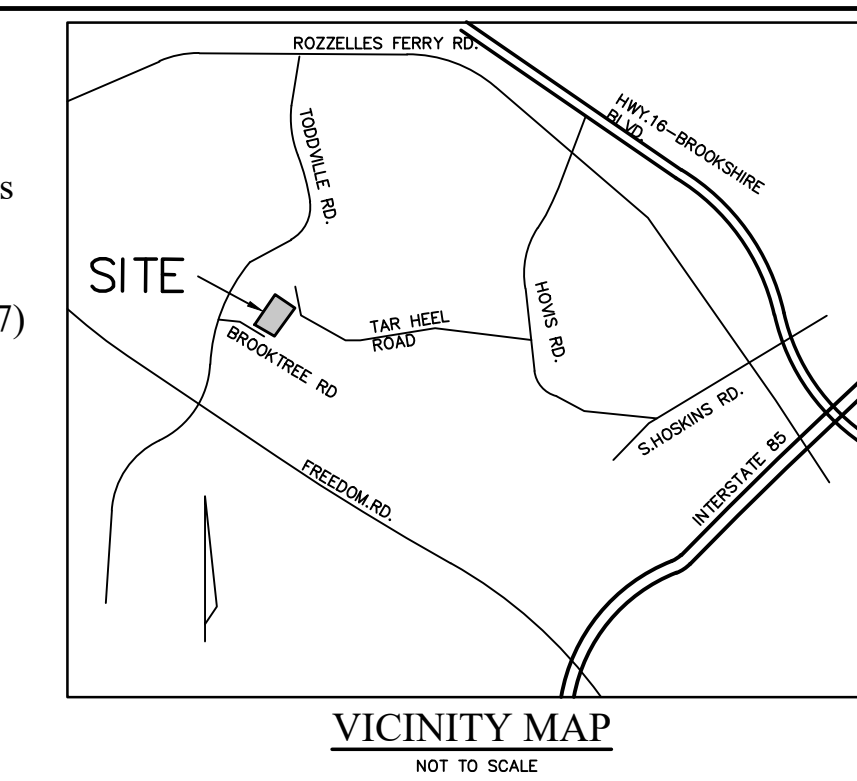 ROZZELLES FERRY RD.
HWY.16-BROOKSHIRE
BLVD.
TODDVILLE RD.
s
SITE
7)
TAR HEEL
ROAD
HOVIS RD.
BROOKTREE RD
S.HOSKINS RD.
INTERSTATE 85
FREEDOM.RD.
VICINITY MAP
NOT TO SCALE